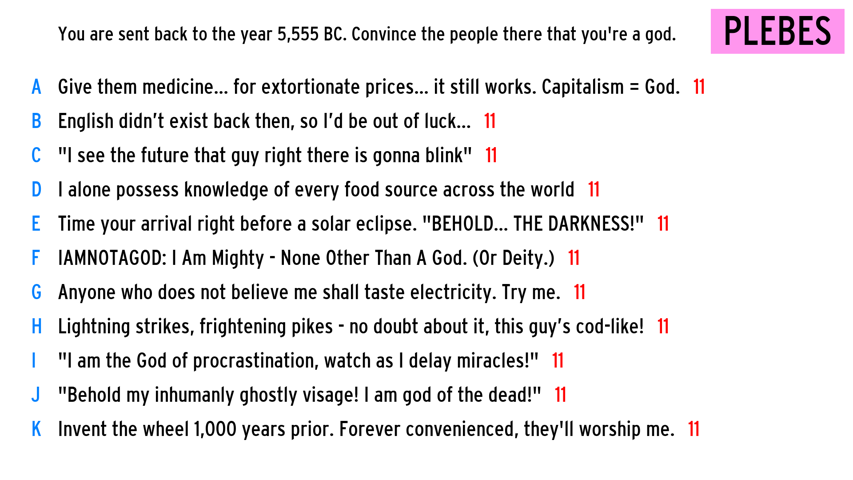 You are sent back to the year 5,555 BC. Convince the people there that you're a god.
PLEBES
A Give them medicine... for extortionate prices... it still works. Capitalism = God. 11
B English didn’t exist back then, so I’d be out of luck... 11
C "I see the future that guy right there is gonna blink" 11
D I alone possess knowledge of every food source across the world 11
E Time your arrival right before a solar eclipse. "BEHOLD... THE DARKNESS!" 11
F IAMNOTAGOD: I Am Mighty - None Other Than A God. (Or Deity.) 11
G Anyone who does not believe me shall taste electricity. Try me. 11
H Lightning strikes, frightening pikes - no doubt about it, this guy’s cod-like! 11
I "I am the God of procrastination, watch as I delay miracles!" 11
J "Behold my inhumanly ghostly visage! I am god of the dead!" 11
K Invent the wheel 1,000 years prior. Forever convenienced, they'll worship me. 11